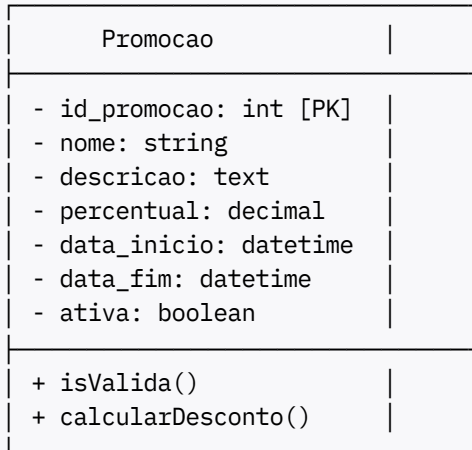 Promocao
- id_promocao: int [PK]
- nome: string
- descricao: text
- percentual: decimal
- data_inicio: datetime
- data_fim: datetime
- ativa: boolean
+ isValida()
+ calcularDesconto()